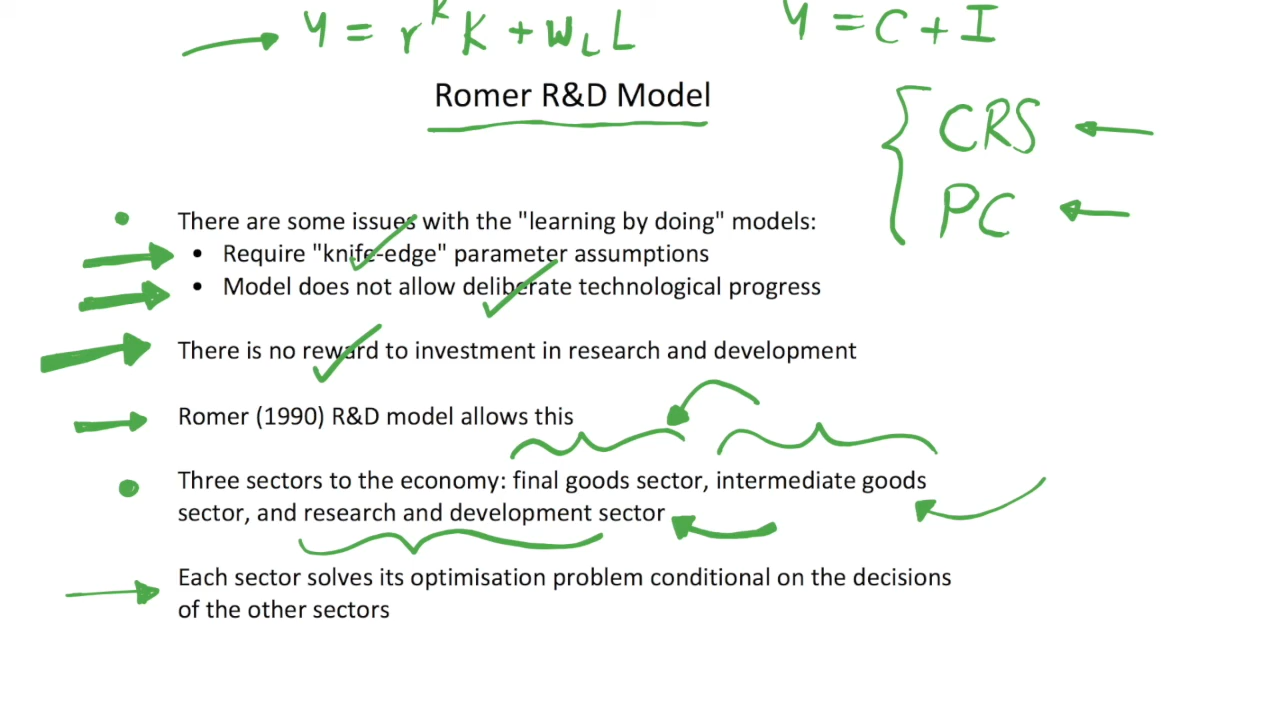 Y = r^k K + w_L L
Y = C + I
Romer R&D Model
CRS
PC
There are some issues with the "learning by doing" models:
• Require "knife-edge" parameter assumptions
• Model does not allow deliberate technological progress
There is no reward to investment in research and development
Romer (1990) R&D model allows this
Three sectors to the economy: final goods sector, intermediate goods
sector, and research and development sector
Each sector solves its optimisation problem conditional on the decisions
of the other sectors